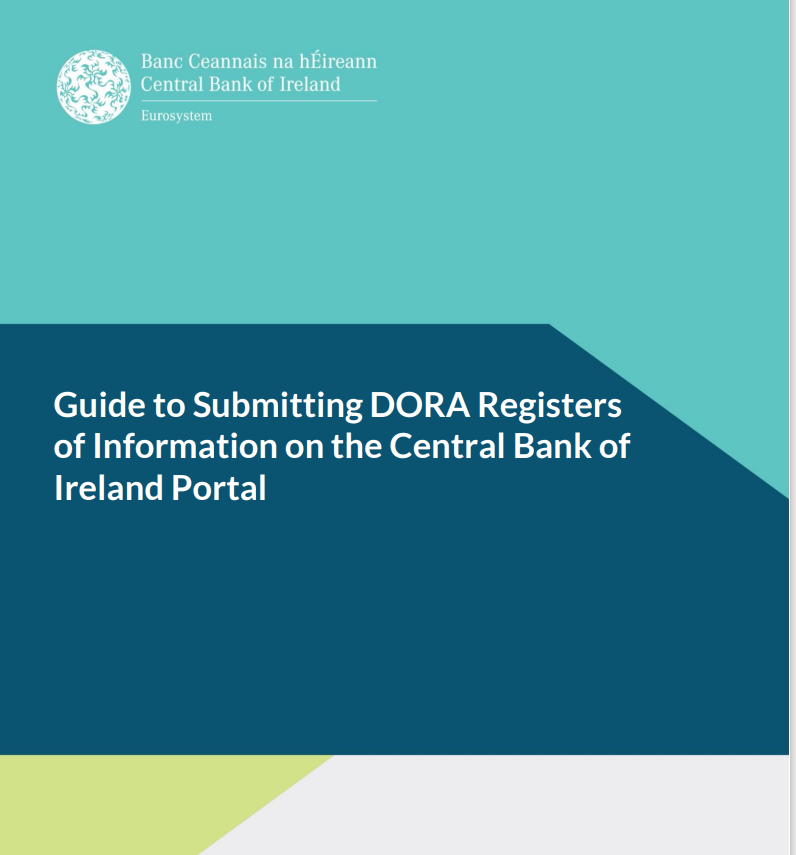 Banc Ceannais na hÉireann
Central Bank of Ireland
Eurosystem
Guide to Submitting DORA Registers
of Information on the Central Bank of
Ireland Portal